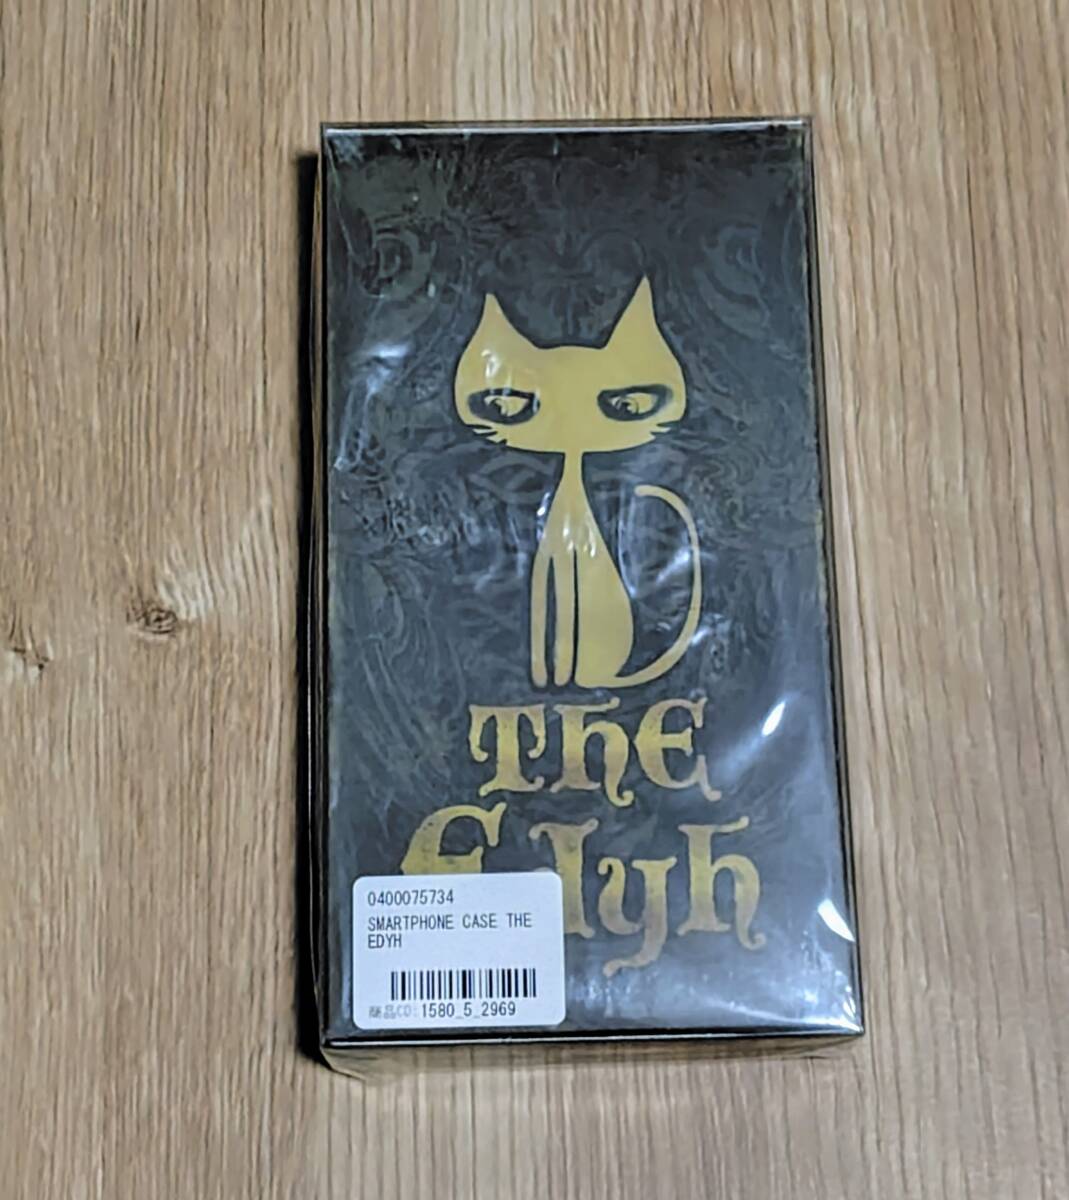 ThE
Edyh
0400075734
SMARTPHONE CASE THE
EDYH
商品CD:1580_5_2969